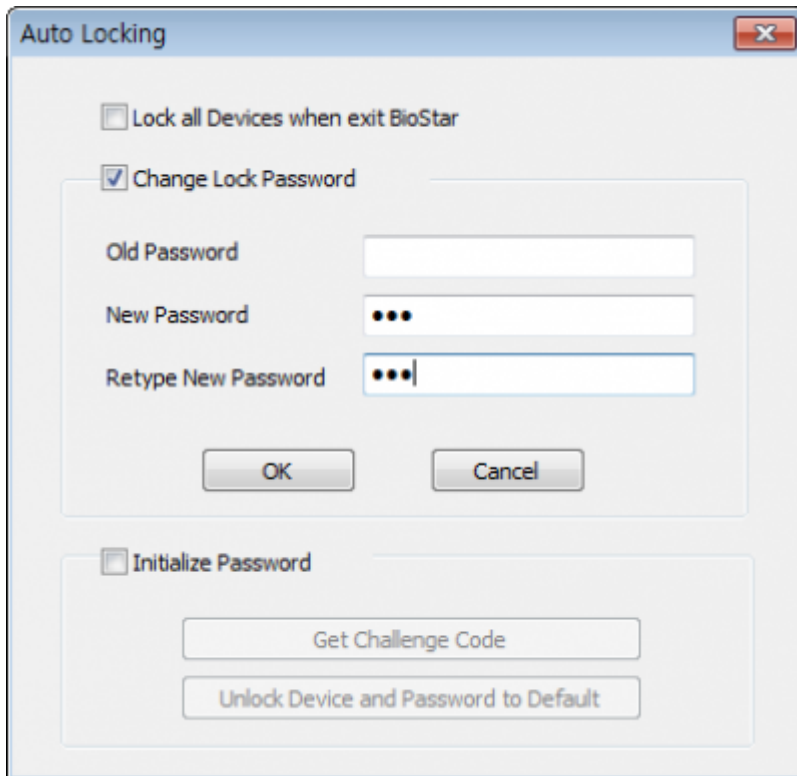 Auto Locking
Lock all Devices when exit BioStar
Change Lock Password
Old Password
New Password
●●●
Retype New Password
●●●
OK
Cancel
Initialize Password
Get Challenge Code
Unlock Device and Password to Default